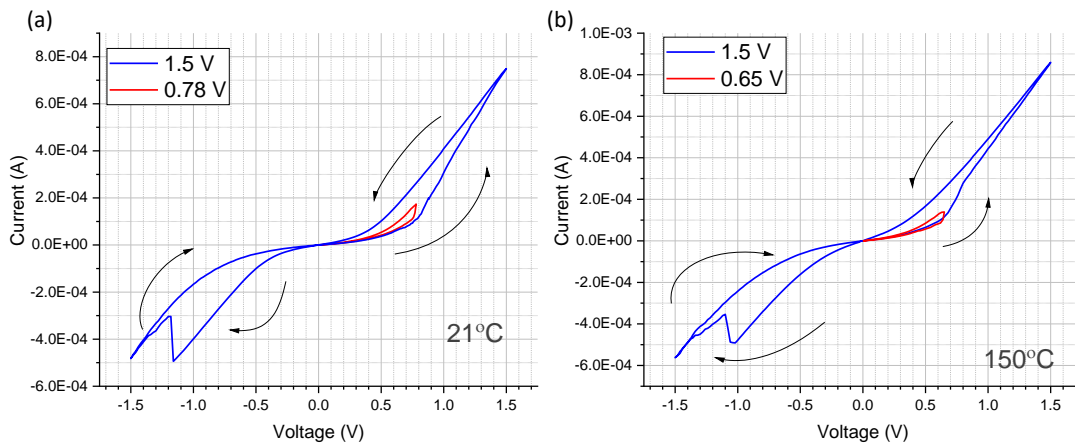 (a)
8.0E-04
6.0E-04
4.0E-04
2.0E-04
0.0E+00
-2.0E-04
-4.0E-04
-6.0E-04
Current (A)
1.5 V
0.78 V
21°C
-1.5
-1.0
-0.5
0.0
0.5
1.0
1.5
Voltage (V)
(b)
1.0E-03
8.0E-04
6.0E-04
4.0E-04
2.0E-04
0.0E+00
-2.0E-04
-4.0E-04
-6.0E-04
Current (A)
1.5 V
0.65 V
150°C
-1.5
-1.0
-0.5
0.0
0.5
1.0
1.5
Voltage (V)